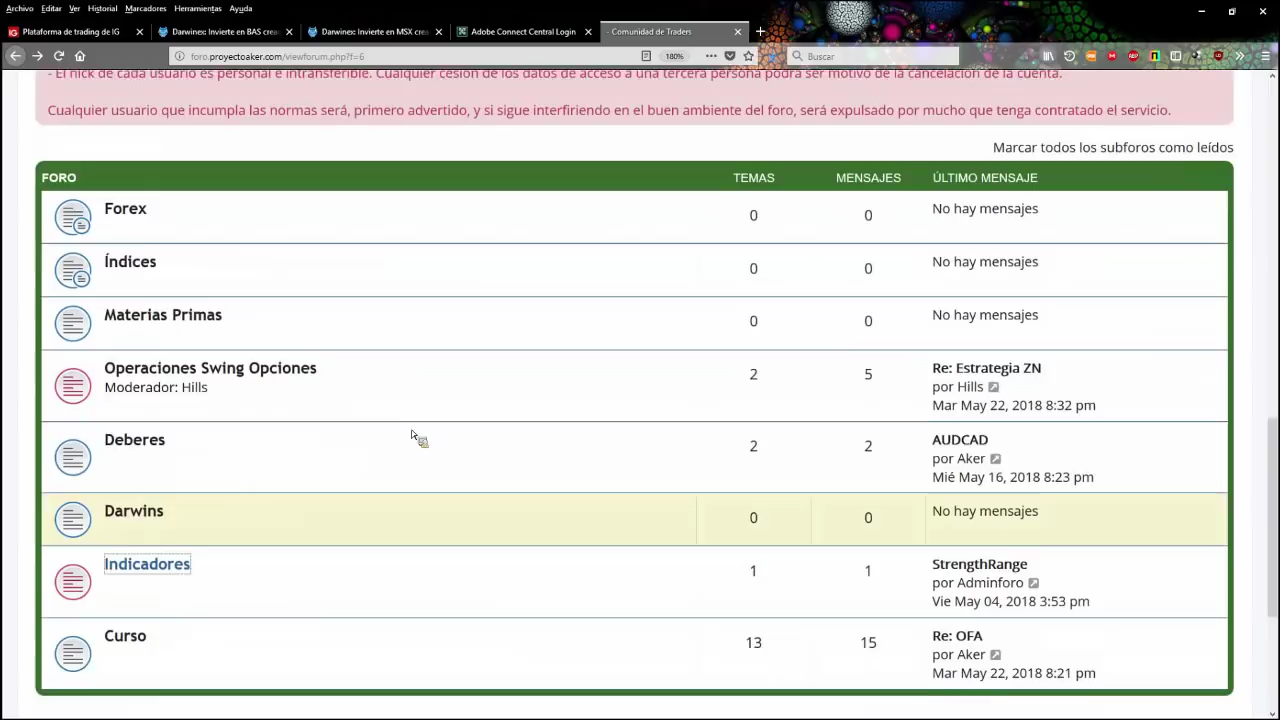 Archivo Editar Ver Historial Marcadores Herramientas Ayuda
Plataforma de trading de IG
Darwinex: Invierte en BAS crea
Darwinex: Invierte en MSX crea
Adobe Connect Central Login
- Comunidad de Traders
foro.proyectoaker.com/viewforum.php?f=6
180%
Buscar
- El nick de cada usuario es personal e intransferible. Cualquier cesión de los datos de acceso a una tercera persona podrá ser motivo de la cancelación de la cuenta.
Cualquier usuario que incumpla las normas será, primero advertido, y si sigue interfiriendo en el buen ambiente del foro, será expulsado por mucho que tenga contratado el servicio.
Marcar todos los subforos como leídos
FORO TEMAS MENSAJES ÚLTIMO MENSAJE
Forex 0 0 No hay mensajes
Índices 0 0 No hay mensajes
Materias Primas 0 0 No hay mensajes
Operaciones Swing Opciones 2 5 Re: Estrategia ZN
Moderador: Hills por Hills
Mar May 22, 2018 8:32 pm
Deberes 2 2 AUDCAD
por Aker
Mié May 16, 2018 8:23 pm
Darwins 0 0 No hay mensajes
Indicadores 1 1 StrengthRange
por Adminforo
Vie May 04, 2018 3:53 pm
Curso 13 15 Re: OFA
por Aker
Mar May 22, 2018 8:21 pm